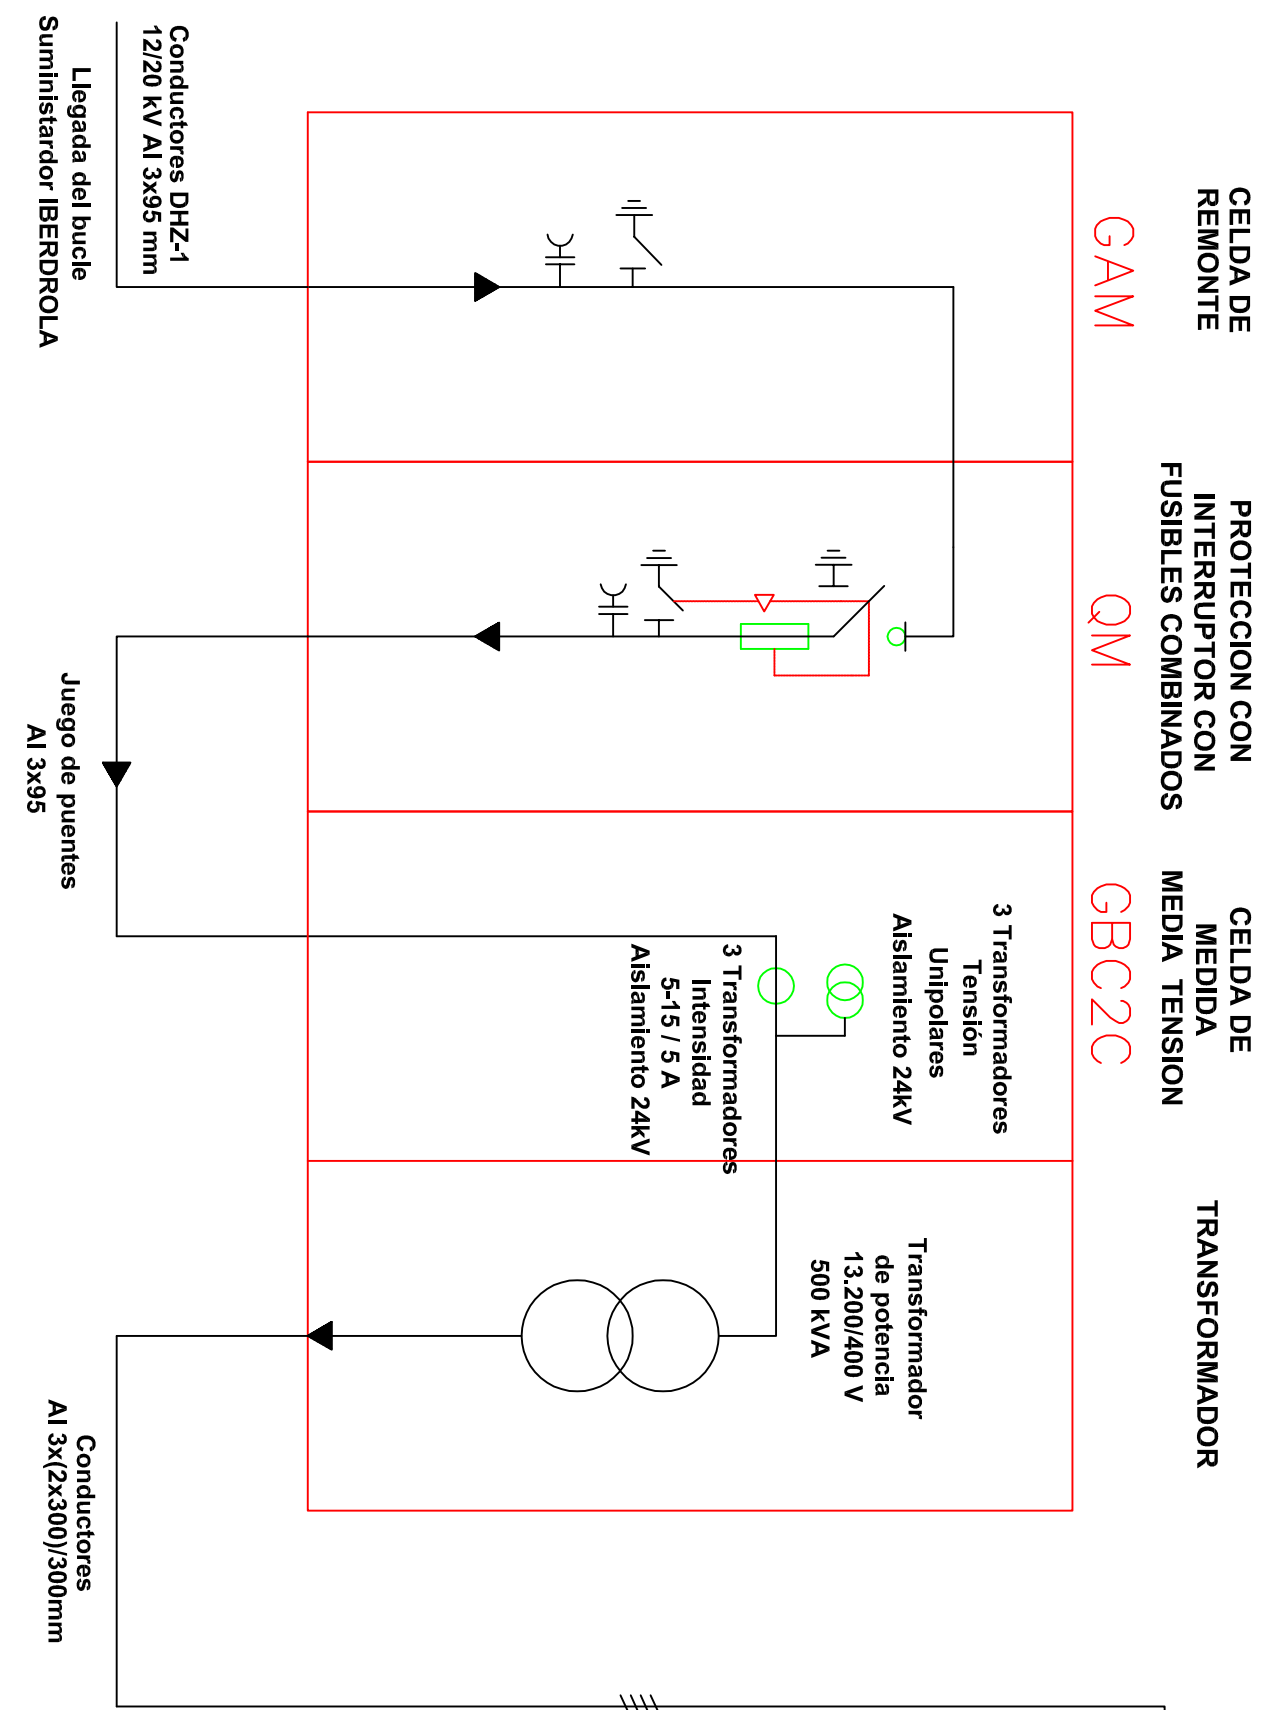 CELDA DE
REMONTE
GAM
Conductores DHZ-1
12/20 kV Al 3x95 mm
Llegada del bucle
Suministardor IBERDROLA
PROTECCION CON
INTERRUPTOR CON
FUSIBLES COMBINADOS
QM
Juego de puentes
Al 3x95
CELDA DE
MEDIDA
MEDIA TENSION
GBC2C
3 Transformadores
Tensión
Unipolares
Aislamiento 24kV
3 Transformadores
Intensidad
5-15 / 5 A
Aislamiento 24kV
TRANSFORMADOR
Transformador
de potencia
13.200/400 V
500 kVA
Conductores
Al 3x(2x300)/300mm